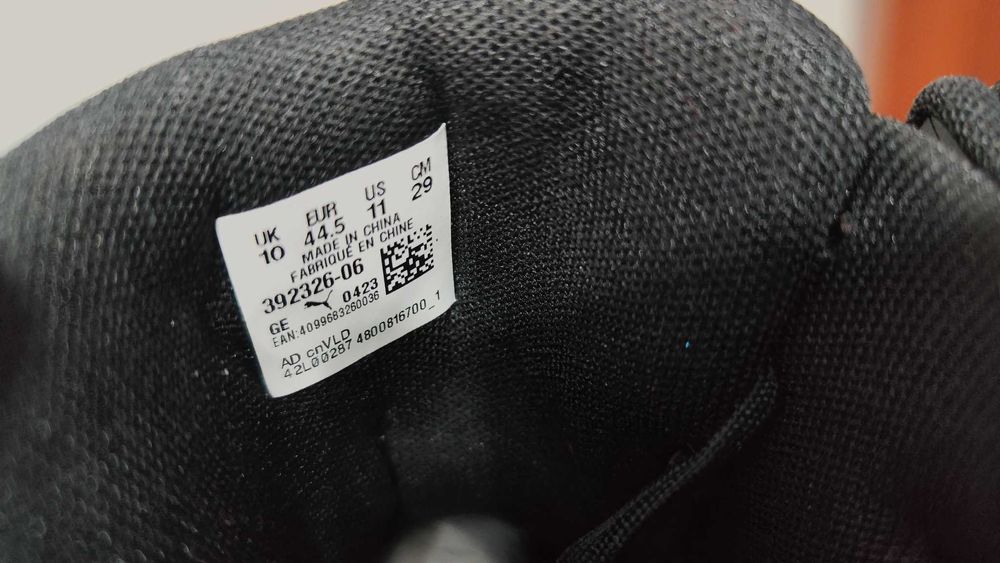 UK EUR US CM
10 44.5 11 29
MADE IN CHINA
FABRIQUÉ EN CHINE
392326-06
GE 0423
EAN:4099683260036
AD cnVLD
42L00287 4800816700_1